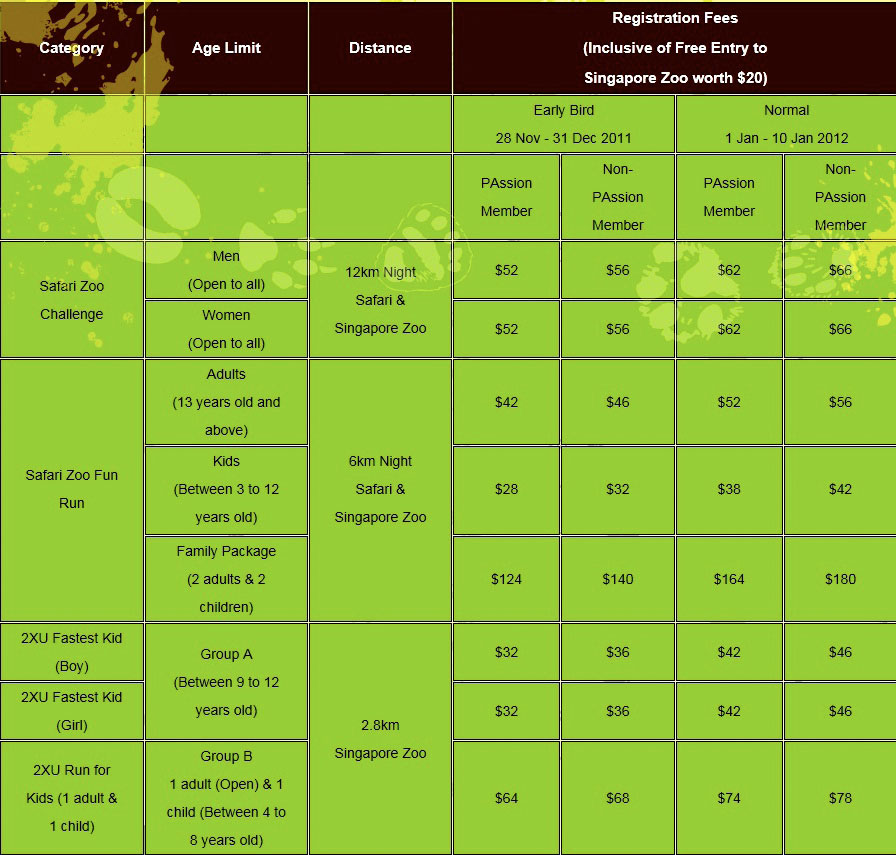 Category
Age Limit
Distance
Registration Fees
(Inclusive of Free Entry to
Singapore Zoo worth $20)
Early Bird
28 Nov - 31 Dec 2011
Normal
1 Jan - 10 Jan 2012
PAssion
Member
Non-
PAssion
Member
PAssion
Member
Non-
PAssion
Member
Safari Zoo
Challenge
Men
(Open to all)
12km Night
Safari &
Singapore Zoo
$52
$56
$62
$66
Women
(Open to all)
$52
$56
$62
$66
Safari Zoo Fun
Run
Adults
(13 years old and
above)
6km Night
Safari &
Singapore Zoo
$42
$46
$52
$56
Kids
(Between 3 to 12
years old)
$28
$32
$38
$42
Family Package
(2 adults & 2
children)
$124
$140
$164
$180
2XU Fastest Kid
(Boy)
Group A
(Between 9 to 12
years old)
2.8km
Singapore Zoo
$32
$36
$42
$46
2XU Fastest Kid
(Girl)
$32
$36
$42
$46
2XU Run for
Kids (1 adult &
1 child)
Group B
1 adult (Open) & 1
child (Between 4 to
8 years old)
$64
$68
$74
$78